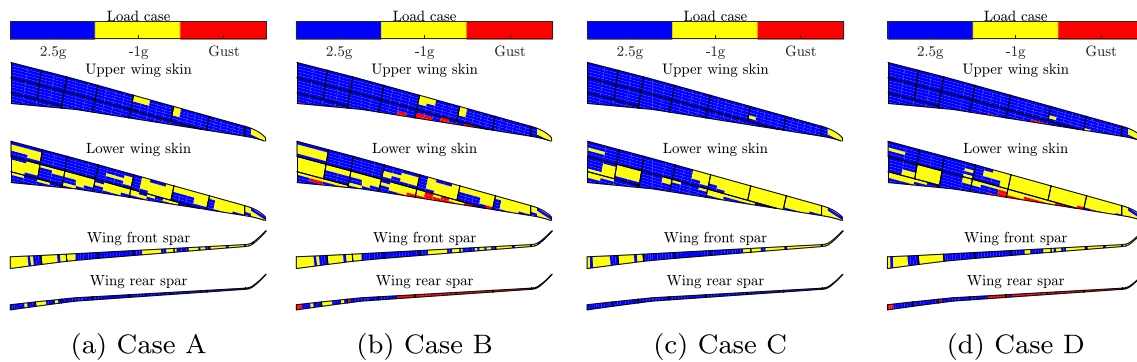 Load case
2.5g -1g Gust
Upper wing skin
Lower wing skin
Wing front spar
Wing rear spar
(a) Case A
Load case
2.5g -1g Gust
Upper wing skin
Lower wing skin
Wing front spar
Wing rear spar
(b) Case B
Load case
2.5g -1g Gust
Upper wing skin
Lower wing skin
Wing front spar
Wing rear spar
(c) Case C
Load case
2.5g -1g Gust
Upper wing skin
Lower wing skin
Wing front spar
Wing rear spar
(d) Case D